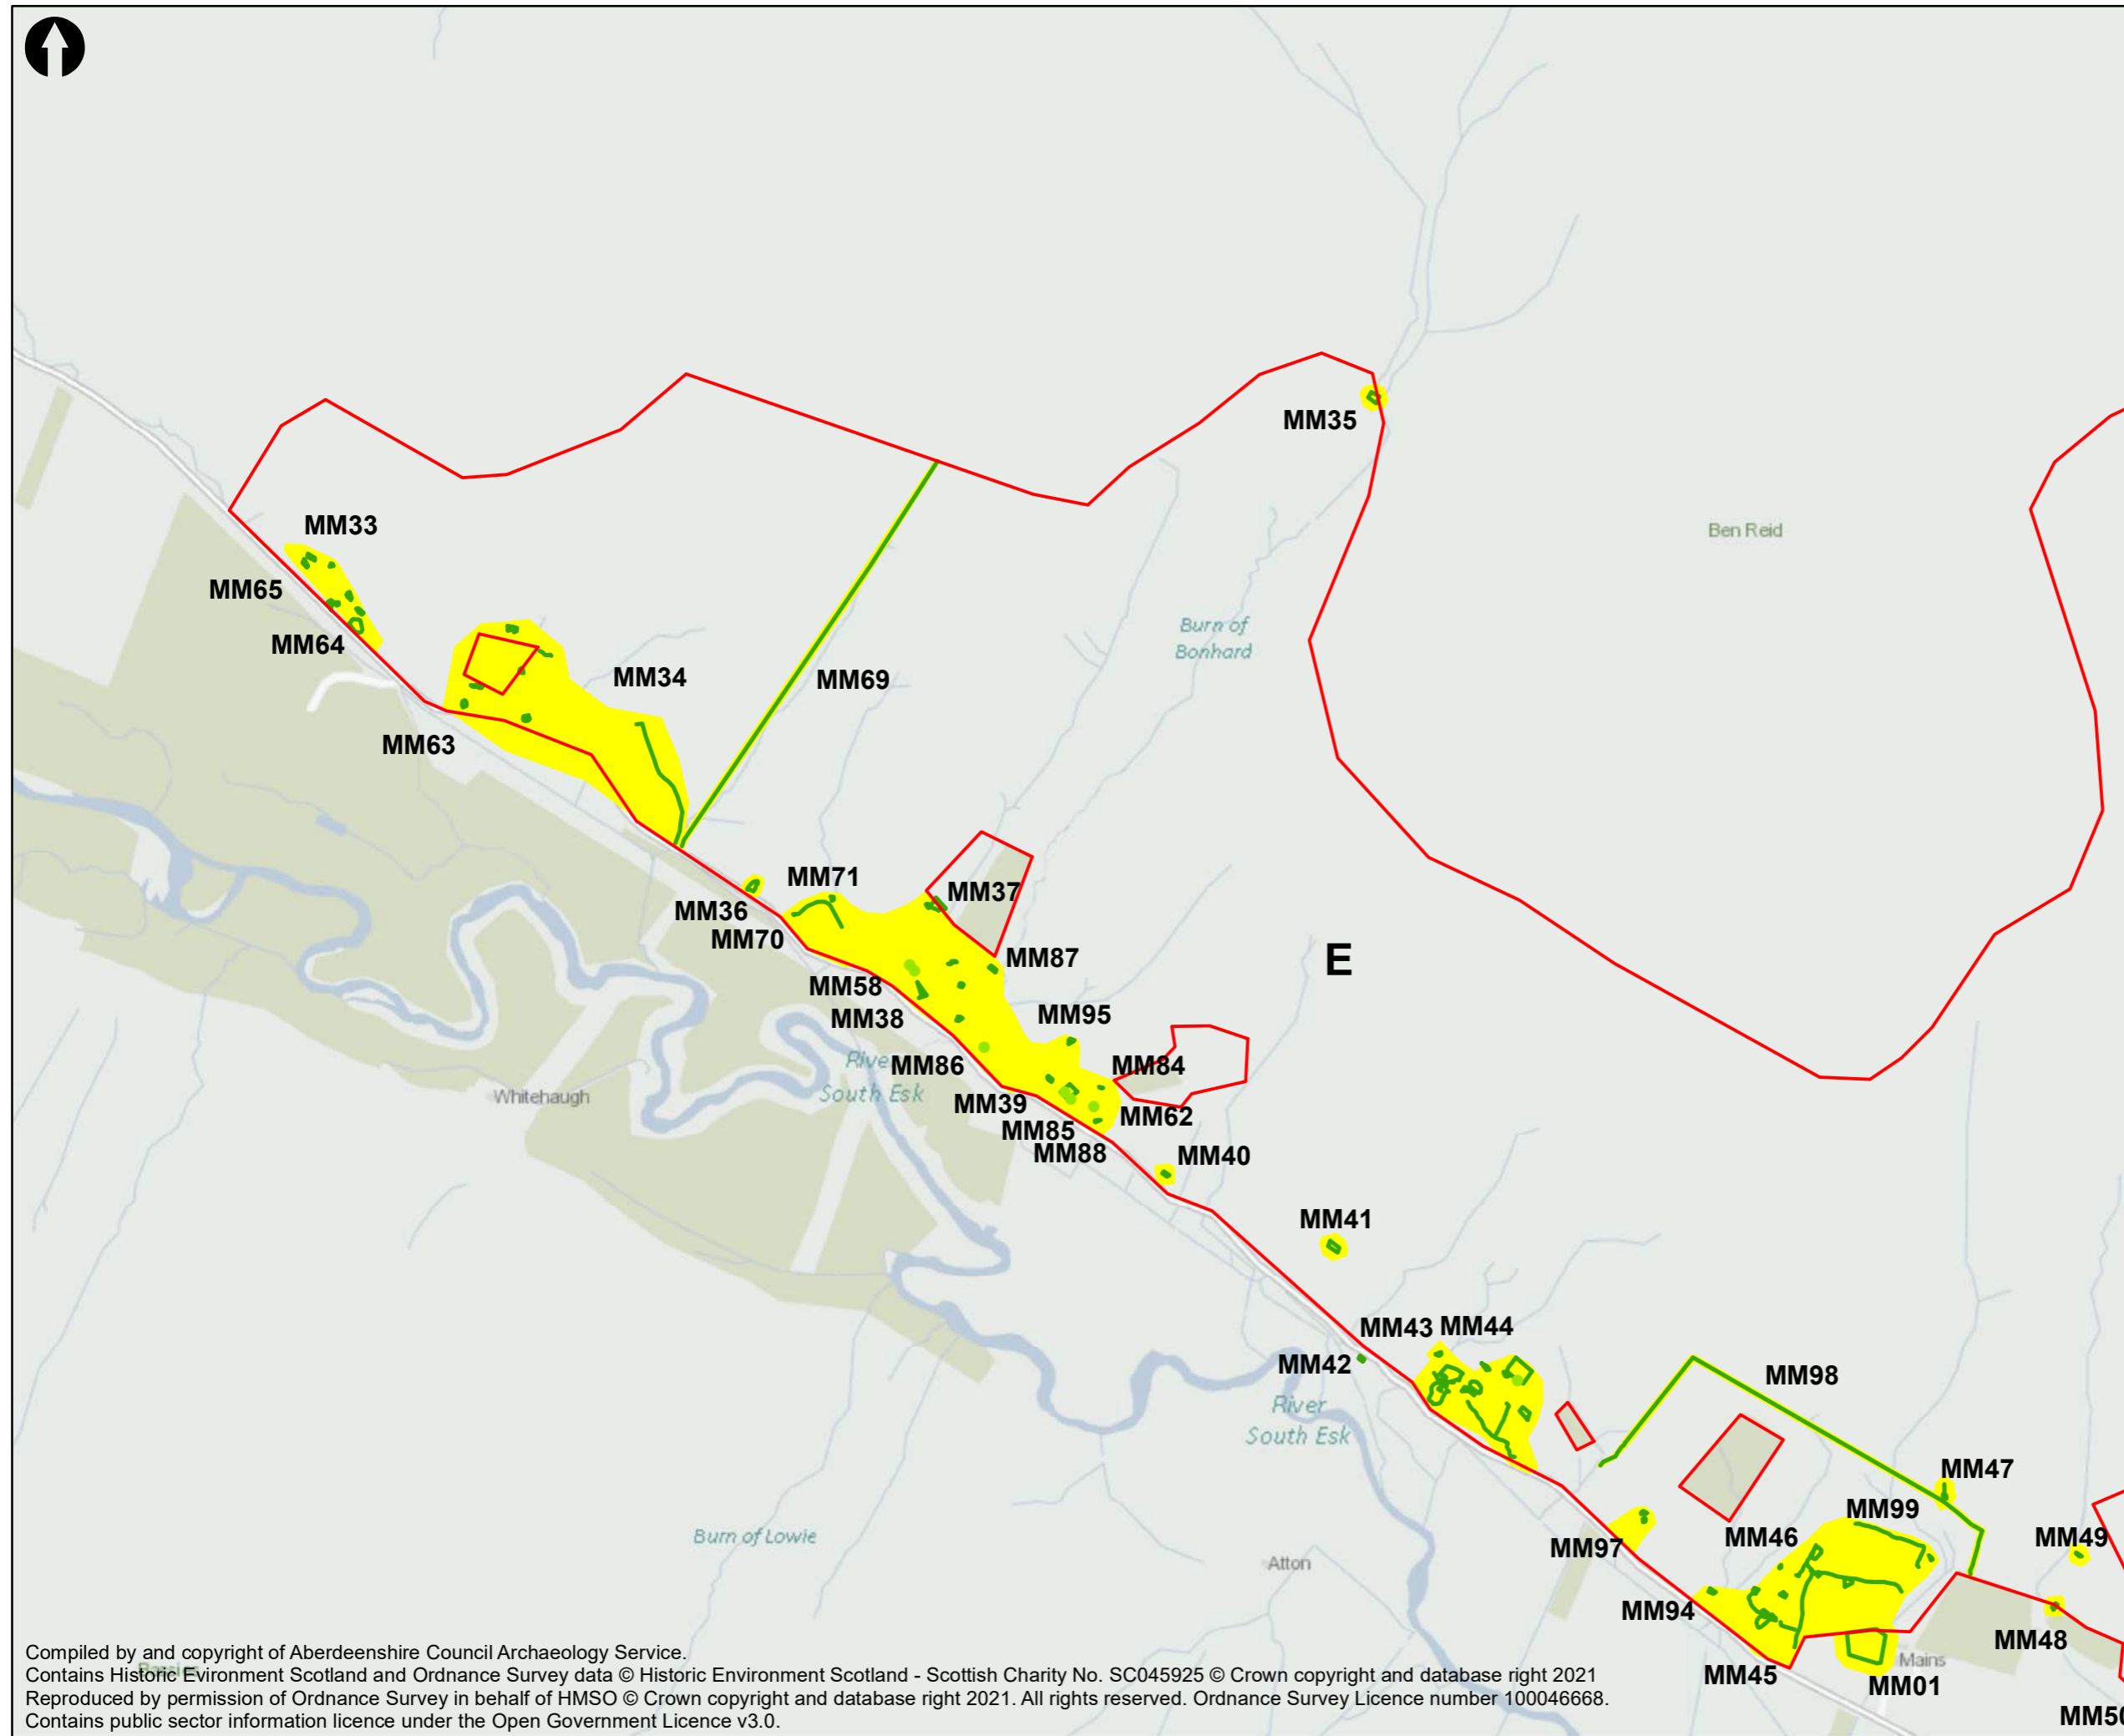 MM35
Ben Reid
MM33
MM65
MM64
Burn of
Bonhard
MM34
MM69
MM63
MM71
MM37
MM36
MM70
MM87
E
MM58
MM38
MM95
River
South Esk
MM86
MM84
Whitehaugh
MM39
MM62
MM85
MM88
MM40
MM41
MM43
MM44
MM42
MM98
River
South Esk
MM47
MM99
MM46
MM49
Burn of Lowie
MM97
Atton
MM94
MM48
Mains
MM45
MM01
MM5
Compiled by and copyright of Aberdeenshire Council Archaeology Service.
Contains Historic Evironment Scotland and Ordnance Survey data © Historic Environment Scotland - Scottish Charity No. SC045925 © Crown copyright and database right 2021
Reproduced by permission of Ordnance Survey in behalf of HMSO © Crown copyright and database right 2021. All rights reserved. Ordnance Survey Licence number 100046668.
Contains public sector information licence under the Open Government Licence v3.0.